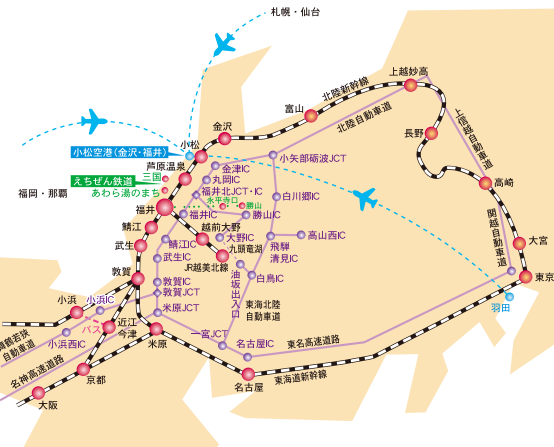 札幌・仙台
上越妙高
北陸新幹線
富山
北陸自動車道
上信越自動車道
金沢
長野
小松
小松空港(金沢・福井)
小矢部砺波JCT
芦原温泉
金津IC
三国
丸岡IC
高崎
えちぜん鉄道
あわら湯のまち
福井北JCT・IC
白川郷IC
福岡・那覇
永平寺口
勝山
福井
福井IC
勝山IC
関越自動車道
鯖江
越前大野
大野IC
飛騨
清見IC
高山西IC
大宮
武生
鯖江IC
九頭竜湖
武生IC
JR越美北線
敦賀
敦賀IC
油坂出入口
白鳥IC
東京
敦賀JCT
小浜
小浜IC
米原JCT
東海北陸
自動車道
羽田
バス
近江
今津
舞鶴若狭
自動車道
小浜西IC
米原
一宮JCT
名古屋IC
東名高速道路
名神高速道路
京都
名古屋
東海道新幹線
大阪